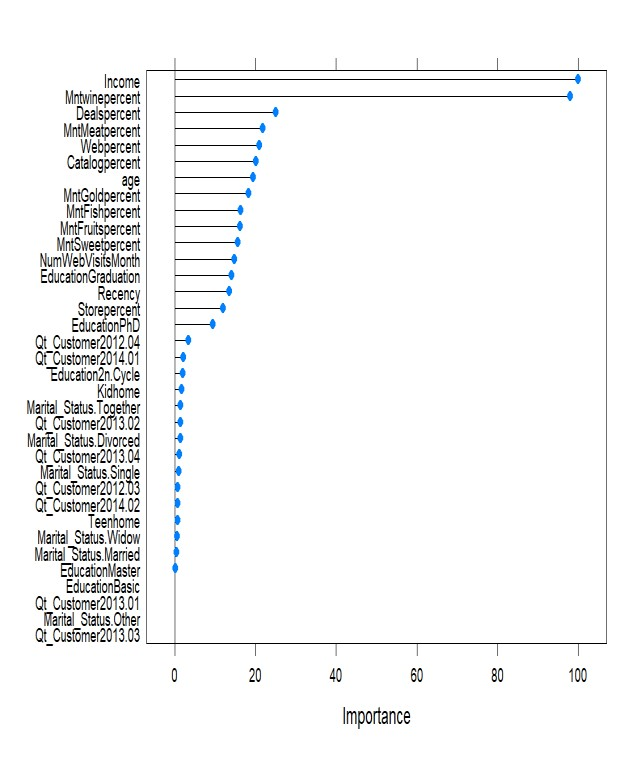 Income
Mntwinepercent
Dealspercent
MntMeatpercent
Webpercent
Catalogpercent
age
MntGoldpercent
MntFishpercent
MntFruitspercent
MntSweetpercent
NumWebVisitsMonth
EducationGraduation
Recency
Storepercent
EducationPhD
Qt_Customer2012.04
Qt_Customer2014.01
Education2n.Cycle
Kidhome
Marital_Status.Together
Qt_Customer2013.02
Marital_Status.Divorced
Qt_Customer2013.04
Marital_Status.Single
Qt_Customer2012.03
Qt_Customer2014.02
Teenhome
Marital_Status.Widow
Marital_Status.Married
EducationMaster
EducationBasic
Qt_Customer2013.01
Marital_Status.Other
Qt_Customer2013.03
0 20 40 60 80 100
Importance